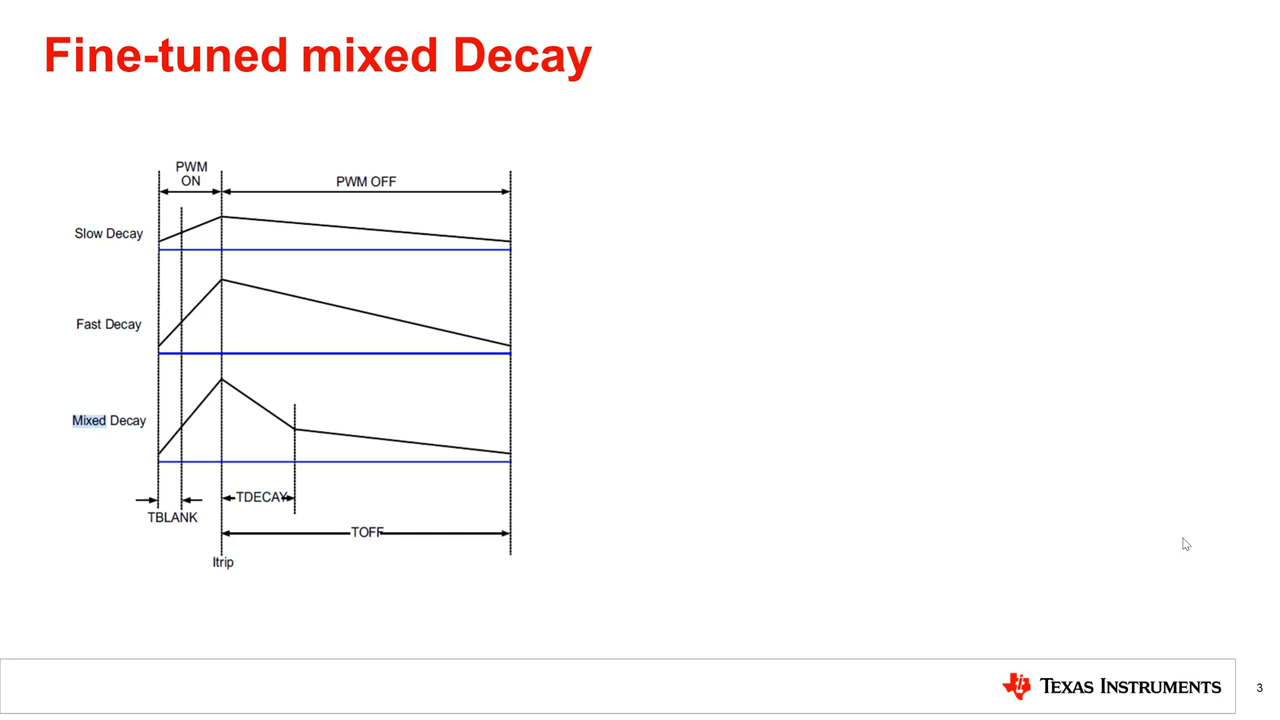 Fine-tuned mixed Decay
PWM
ON
PWM OFF
Slow Decay
Fast Decay
Mixed Decay
TDECAY
TBLANK
TOFF
Itrip
TEXAS INSTRUMENTS
3